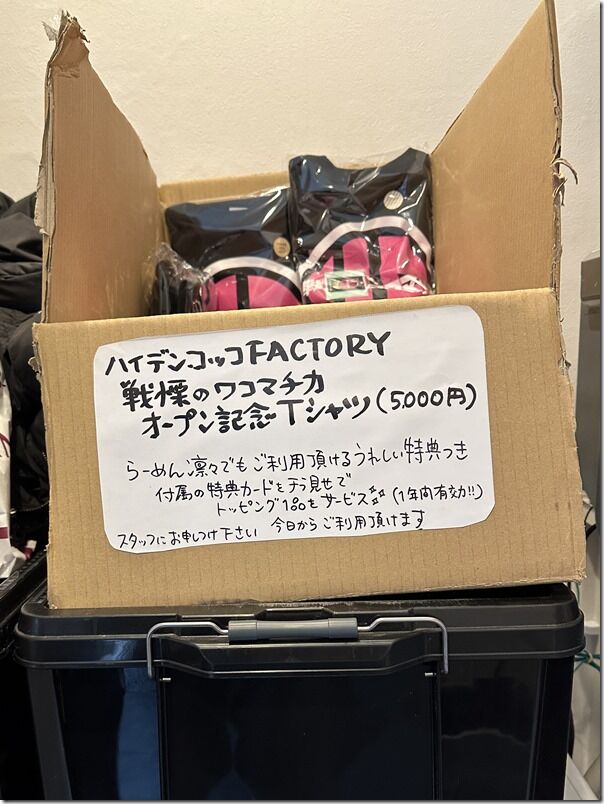 ハイデンコッコFACTORY
戦慄のワコマチカ
オープン記念Tシャツ(5,000円)
らーめん凛々でもご利用頂けるうれしい特典つき
付属の特典カードをチラ見せで
トッピング1品をサービス(1年間有効!!)
スタッフにお申しつけ下さい 今日からご利用頂けます